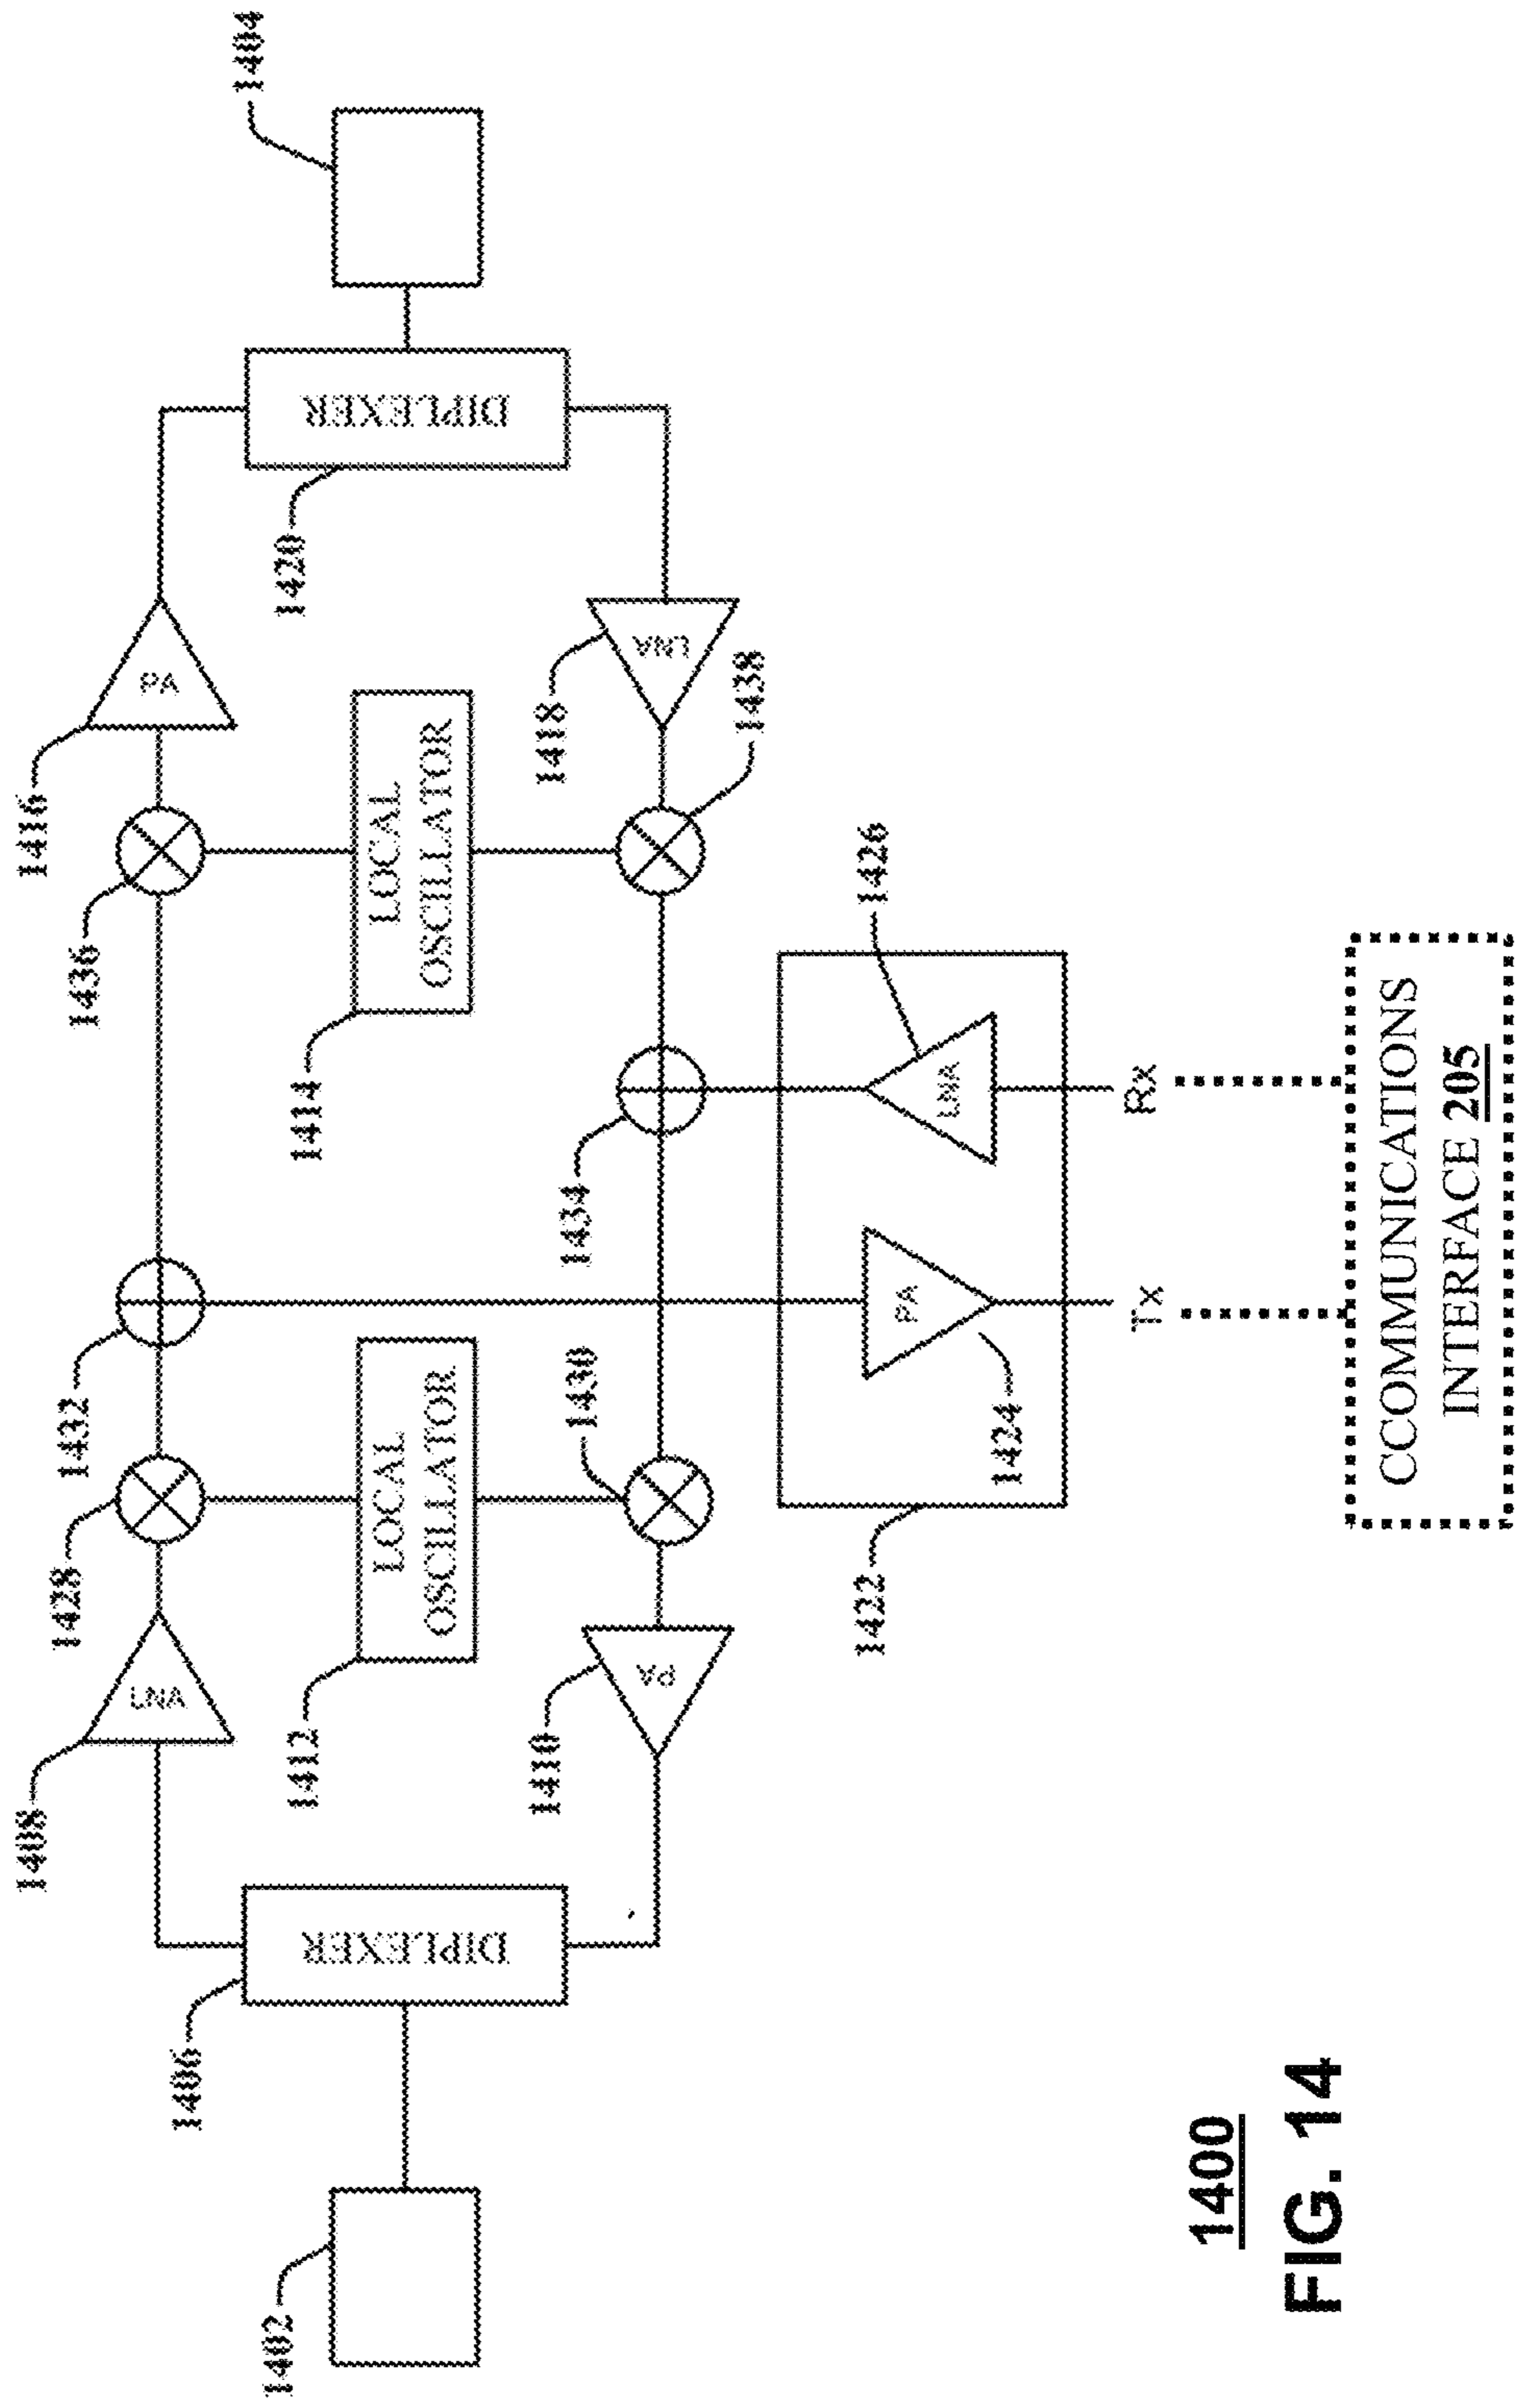 1408
1428
1432
1436
1416
LNA
PA
1406
1404
1402
1412
1414
1420
DIPLEXER
LOCAL
OSCILLATOR
LOCAL
OSCILLATOR
DIPLEXER
1410
1430
1434
1418
PA
LNA
1438
1422
1426
PA
LNA
1424
Tx
Rx
1400
FIG. 14
CCOMMUNICATIONS
INTERFACE 205